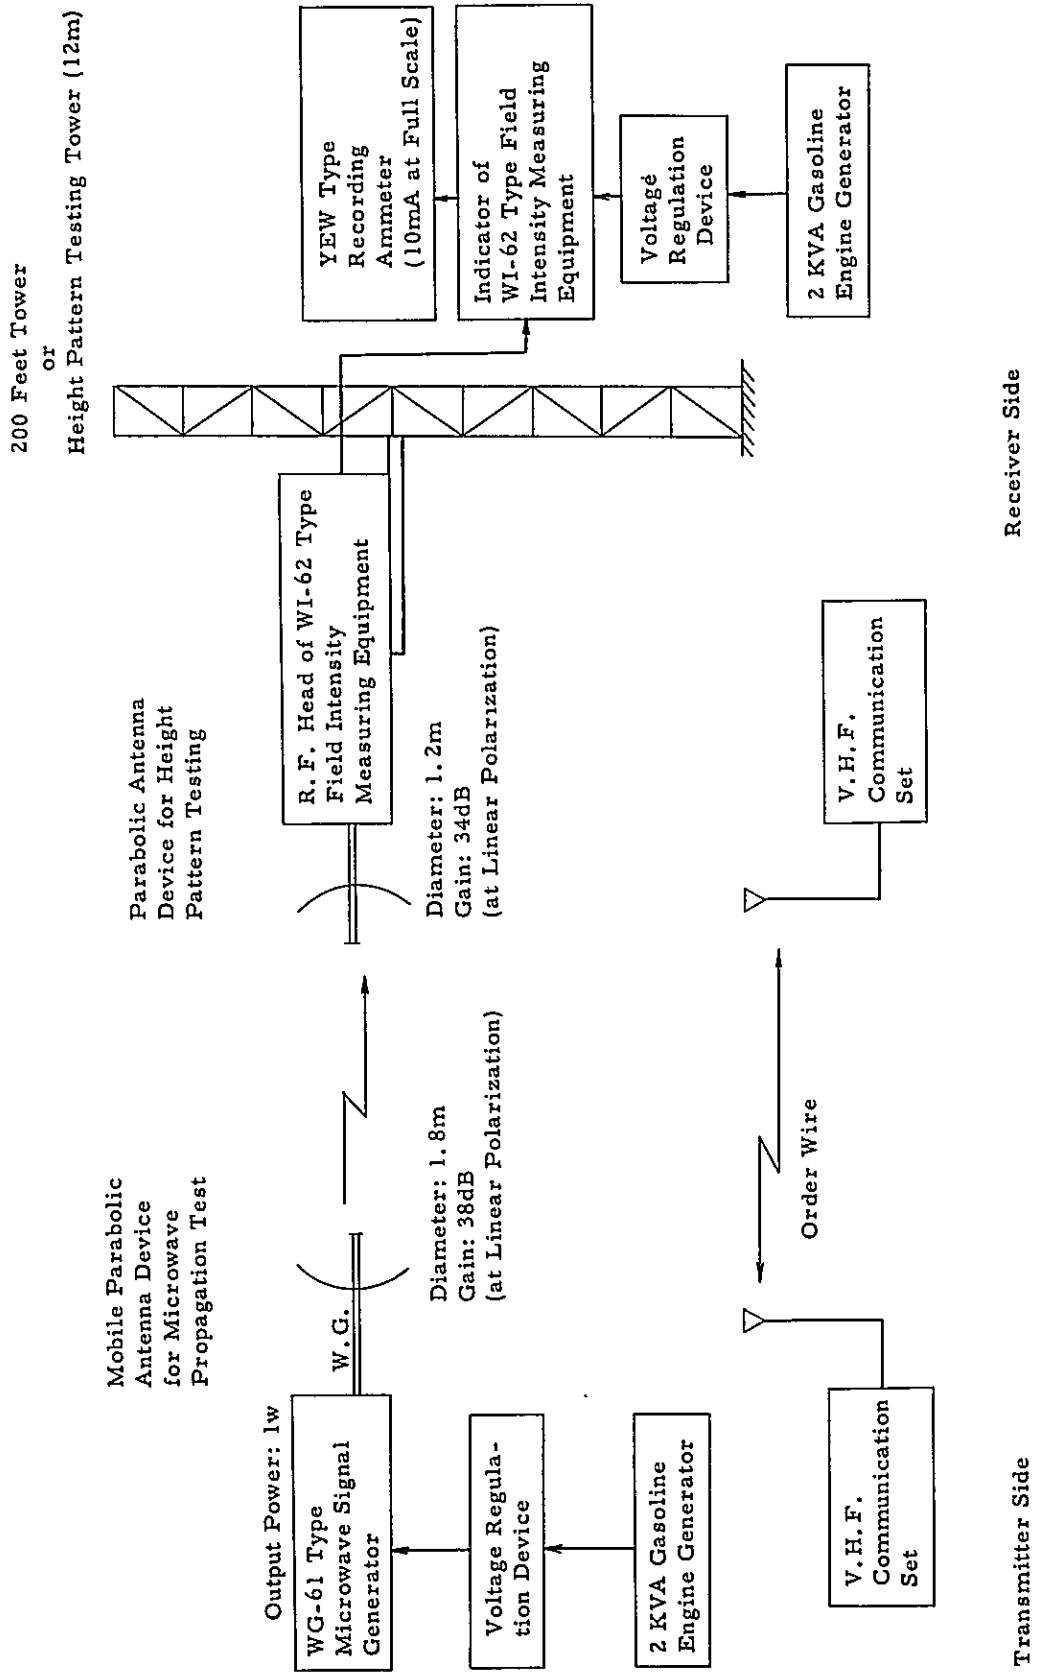 200 Feet Tower
or
Height Pattern Testing Tower (12m)
Mobile Parabolic
Antenna Device
for Microwave
Propagation Test
Parabolic Antenna
Device for Height
Pattern Testing
Output Power: 1w
WG-61 Type
Microwave Signal
Generator
W.G.
Diameter: 1.8m
Gain: 38dB
(at Linear Polarization)
Diameter: 1.2m
Gain: 34dB
(at Linear Polarization)
R.F. Head of WI-62 Type
Field Intensity
Measuring Equipment
YEW Type
Recording
Ammeter
(10mA at Full Scale)
Indicator of
WI-62 Type Field
Intensity Measuring
Equipment
Voltage
Regulation
Device
2 KVA Gasoline
Engine Generator
Voltage Regula-
tion Device
2 KVA Gasoline
Engine Generator
Order Wire
V.H.F.
Communication
Set
V.H.F.
Communication
Set
Transmitter Side
Receiver Side